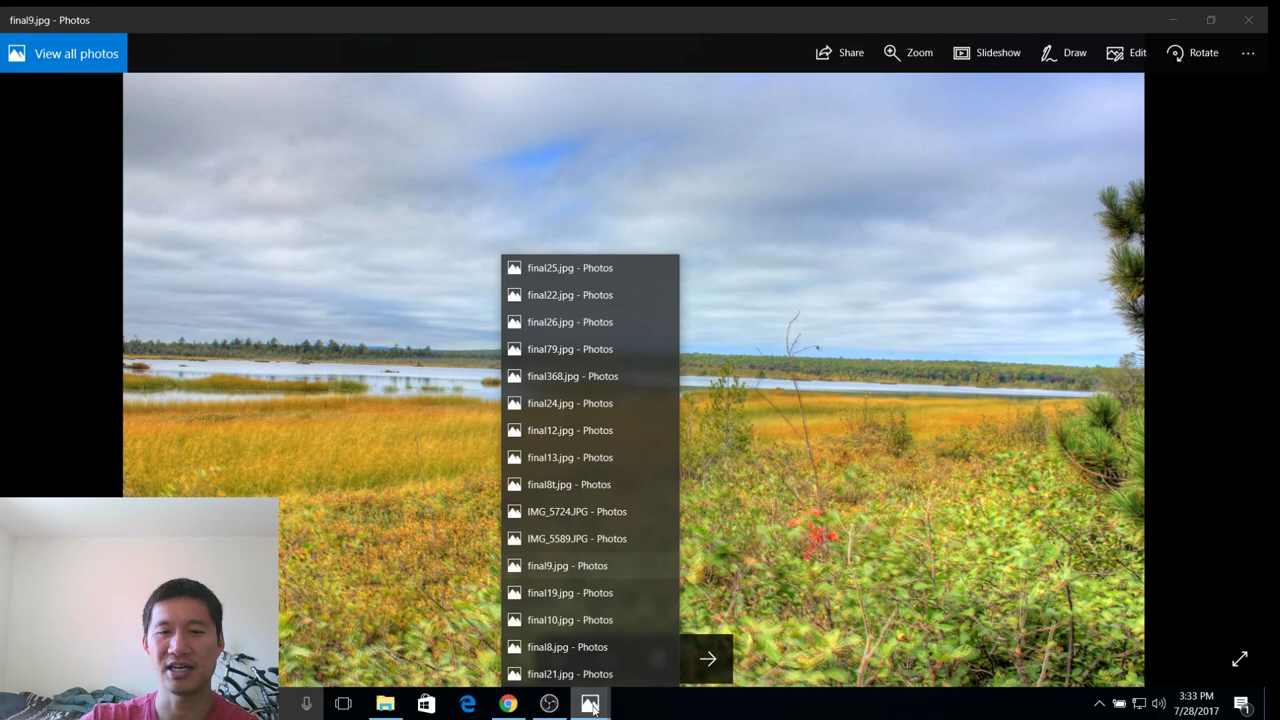 final9.jpg - Photos
View all photos
Share
Zoom
Slideshow
Draw
Edit
Rotate
final25.jpg - Photos
final22.jpg - Photos
final26.jpg - Photos
final79.jpg - Photos
final368.jpg - Photos
final24.jpg - Photos
final12.jpg - Photos
final13.jpg - Photos
final8t.jpg - Photos
IMG_5724.JPG - Photos
IMG_5589.JPG - Photos
final9.jpg - Photos
final19.jpg - Photos
final10.jpg - Photos
final8.jpg - Photos
final21.jpg - Photos
3:33 PM
7/28/2017
1